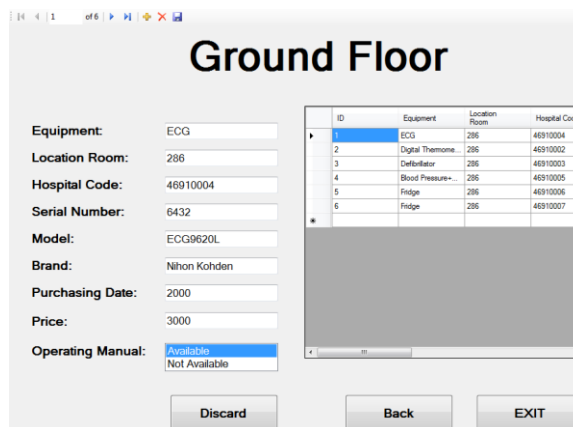 1 of 6
Ground Floor
Equipment: ECG
Location Room: 286
Hospital Code: 46910004
Serial Number: 6432
Model: ECG9620L
Brand: Nihon Kohden
Purchasing Date: 2000
Price: 3000
Operating Manual: Available
Not Available
ID Equipment Location Room Hospital Cou
1 ECG 286 46910004
2 Digital Thermome... 286 46910002
3 Defibrillator 286 46910003
4 Blood Pressure+... 286 46910005
5 Fridge 286 46910006
6 Fridge 286 46910007
Discard Back EXIT